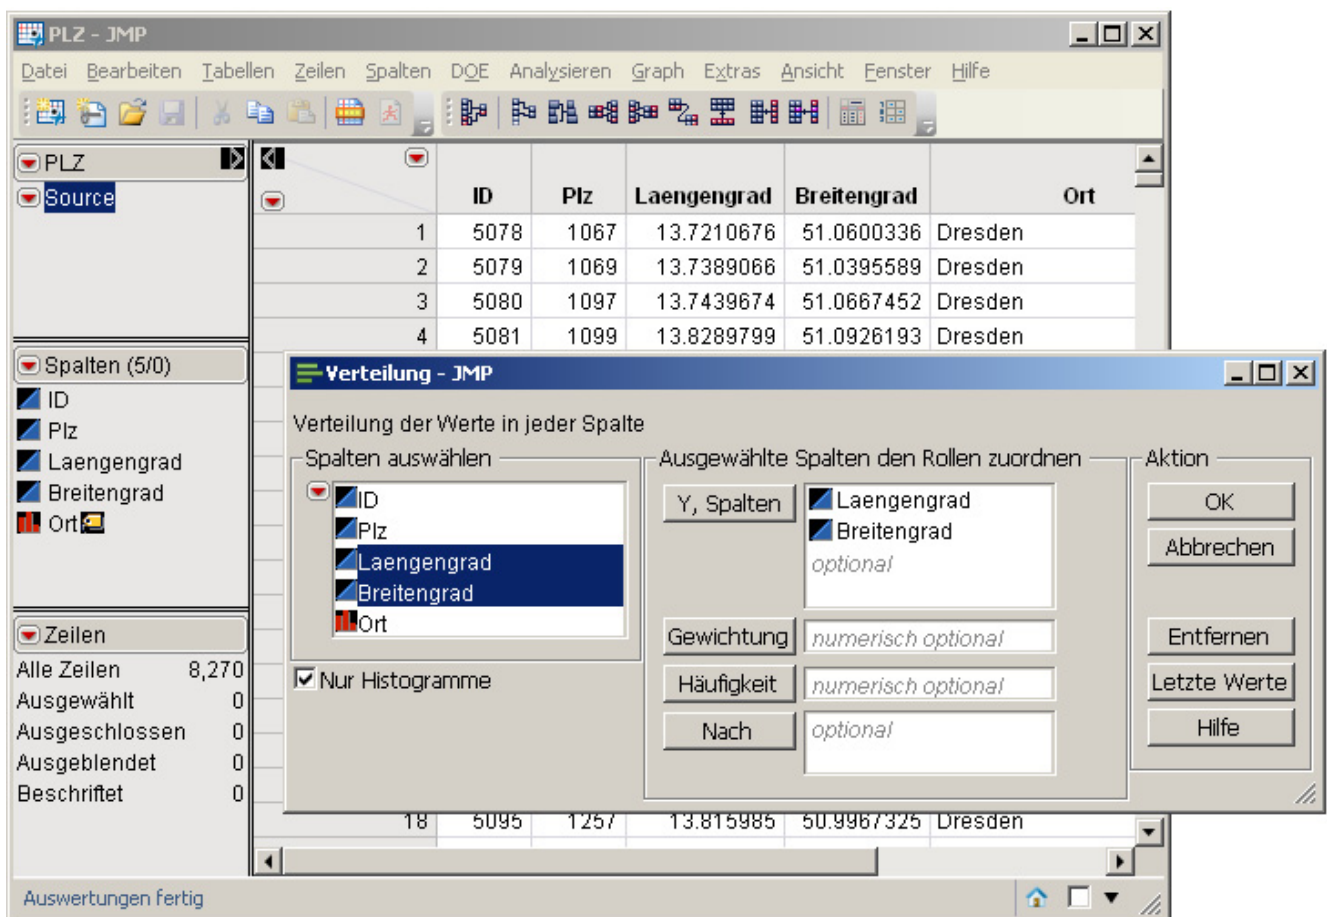 PLZ - JMP
Datei Bearbeiten Tabellen Zeilen Spalten DOE Analysieren Graph Extras Ansicht Fenster Hilfe
PLZ
Source
ID Plz Laengengrad Breitengrad Ort
1 5078 1067 13.7210676 51.0600336 Dresden
2 5079 1069 13.7389066 51.0395589 Dresden
3 5080 1097 13.7439674 51.0667452 Dresden
4 5081 1099 13.8289799 51.0926193 Dresden
Spalten (5/0)
ID
Plz
Laengengrad
Breitengrad
Ort
Zeilen
Alle Zeilen 8,270
Ausgewählt 0
Ausgeschlossen 0
Ausgeblendet 0
Beschriftet 0
Verteilung - JMP
Verteilung der Werte in jeder Spalte
Spalten auswählen
ID
Plz
Laengengrad
Breitengrad
Ort
Nur Histogramme
Ausgewählte Spalten den Rollen zuordnen
Y, Spalten
Laengengrad
Breitengrad
optional
Gewichtung numerisch optional
Häufigkeit numerisch optional
Nach optional
Aktion
OK
Abbrechen
Entfernen
Letzte Werte
Hilfe
18 5095 1257 13.815985 50.9967325 Dresden
Auswertungen fertig